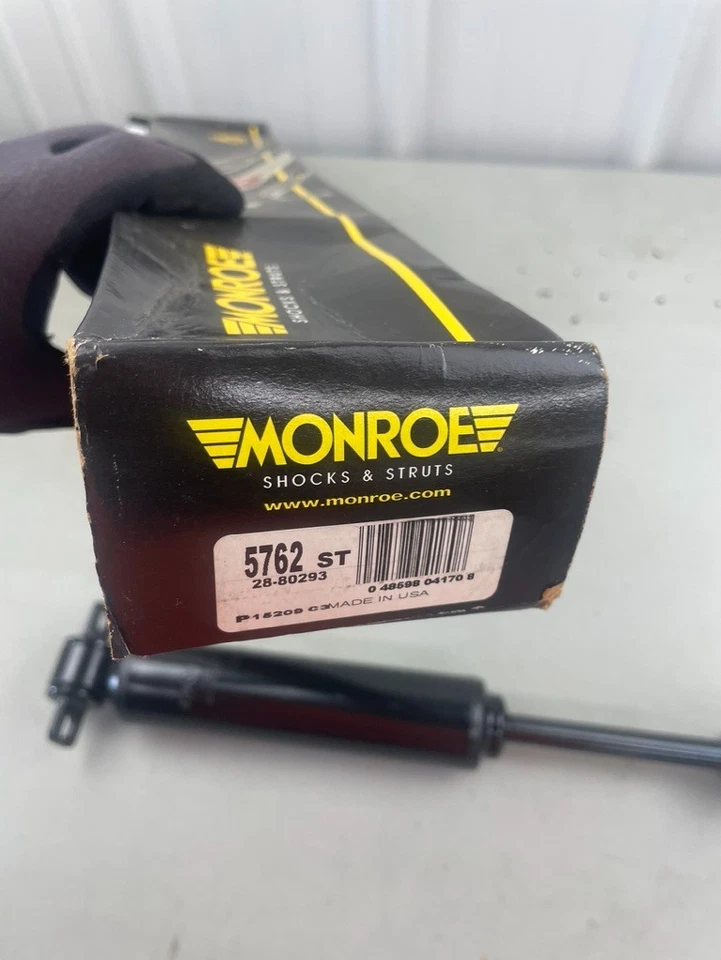 MONROE
SHOCKS & STRUTS
MONROE
SHOCKS & STRUTS
www.monroe.com
5762 ST
28-80293
0 48598 04170 8
P15209 C3MADE IN USA